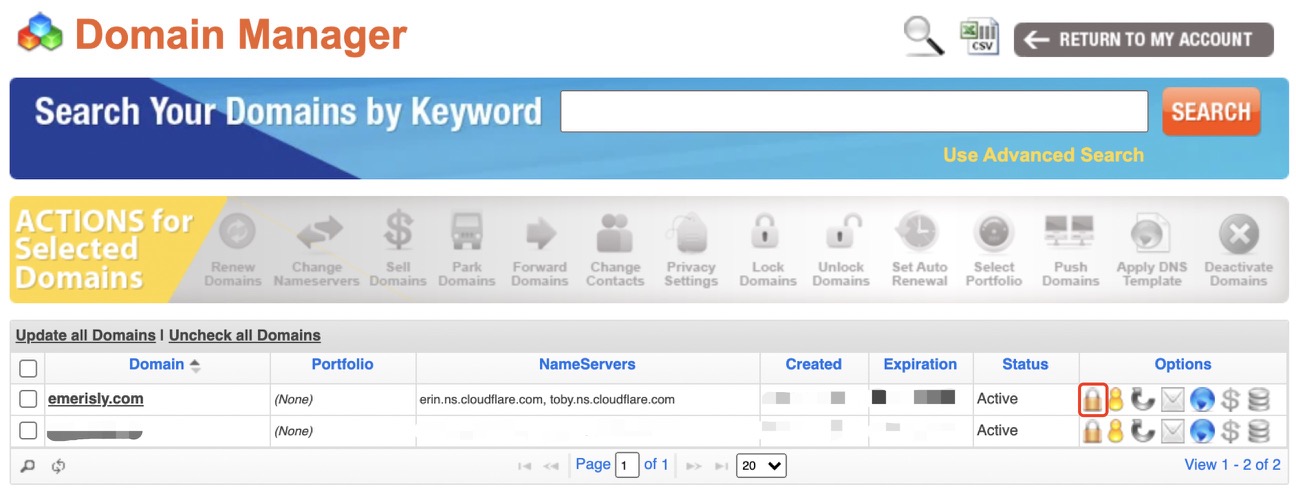 Domain Manager
CSV
RETURN TO MY ACCOUNT
Search Your Domains by Keyword
SEARCH
Use Advanced Search
ACTIONS for Selected Domains
Renew Domains
Change Nameservers
Sell Domains
Park Domains
Forward Domains
Change Contacts
Privacy Settings
Lock Domains
Unlock Domains
Set Auto Renewal
Select Portfolio
Push Domains
Apply DNS Template
Deactivate Domains
Update all Domains | Uncheck all Domains
Domain Portfolio NameServers Created Expiration Status Options
emerisly.com (None) erin.ns.cloudflare.com, toby.ns.cloudflare.com Active
(None) Active
Page 1 of 1 20 View 1 - 2 of 2